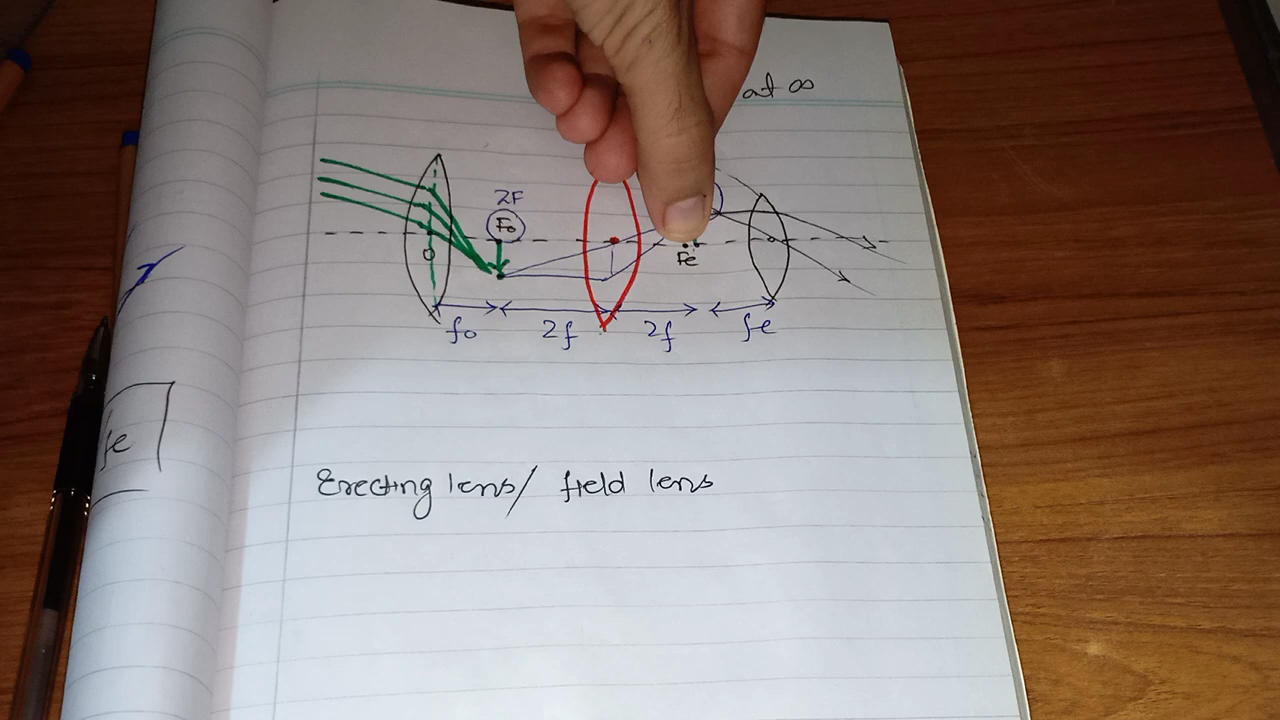 at ∞
2F
Fo
O
Fe
fo 2f 2f fe
fe
Erecting lens/ field lens